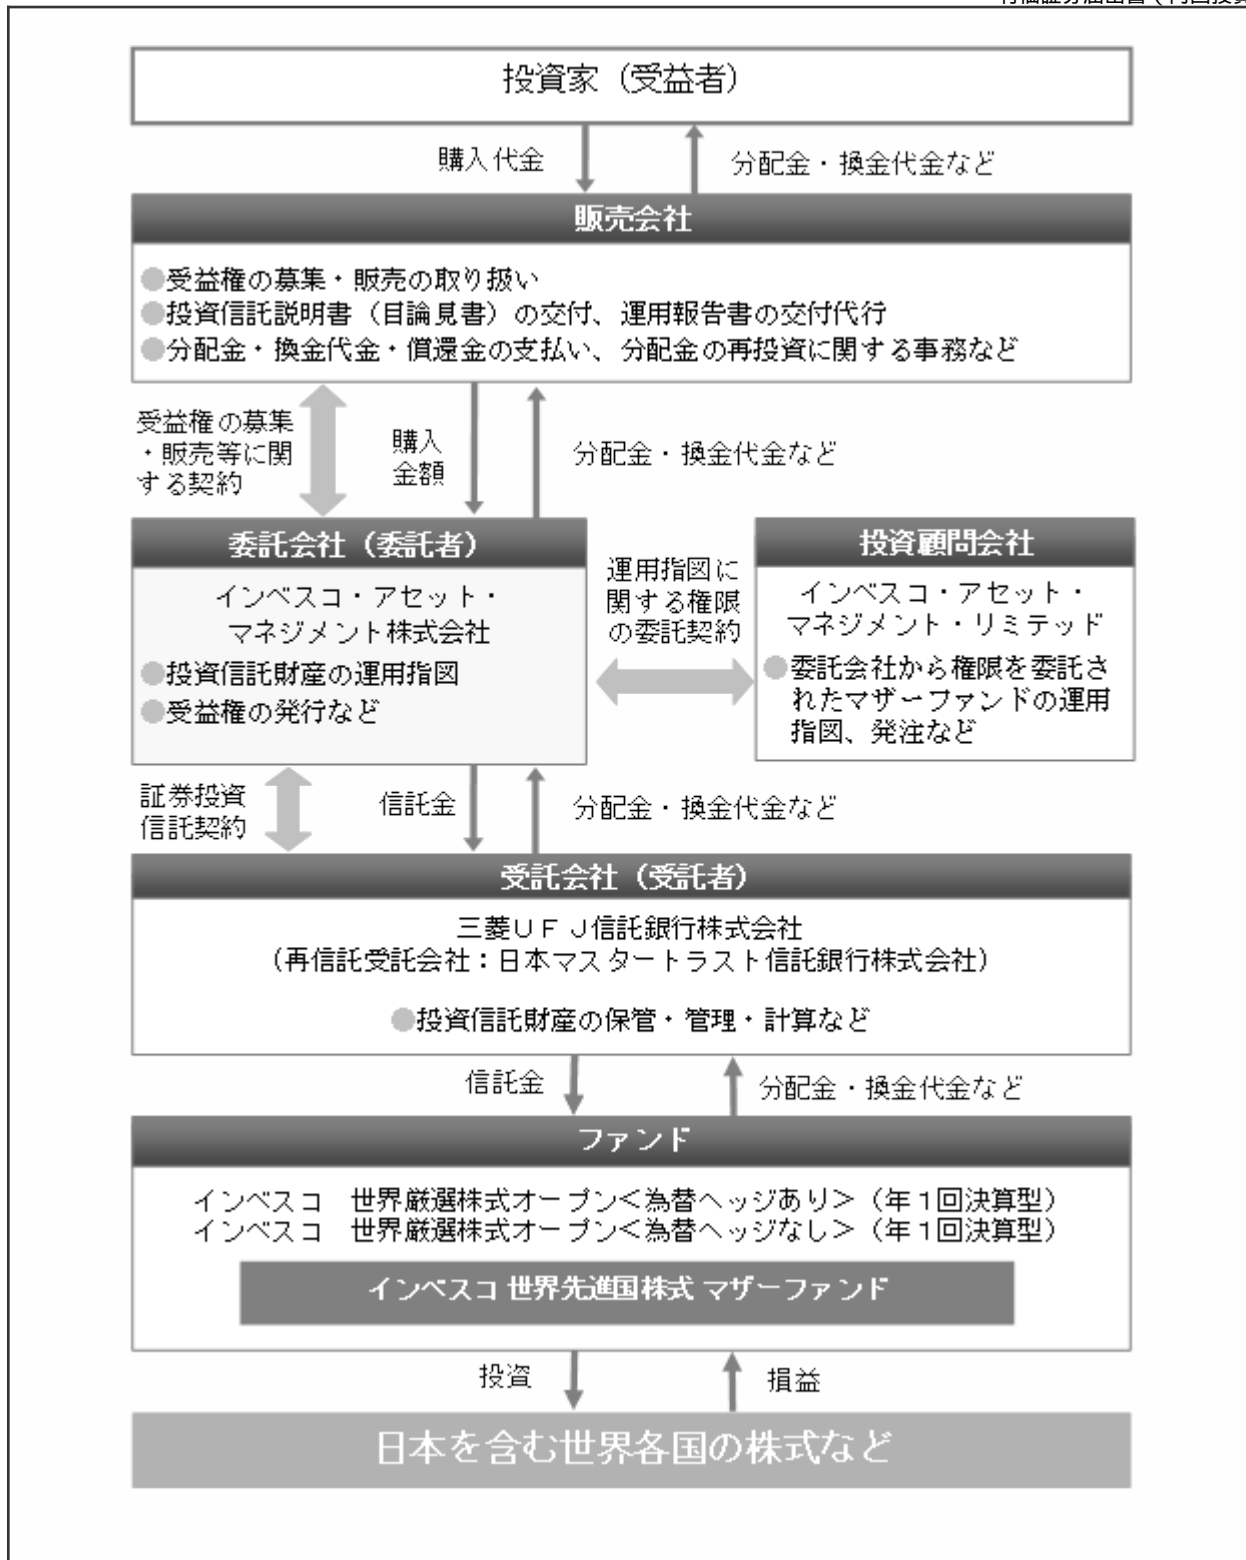 投資家（受益者）
購入代金
分配金・換金代金など
販売会社
●受益権の募集・販売の取り扱い
●投資信託説明書（目論見書）の交付、運用報告書の交付代行
●分配金・換金代金・償還金の支払い、分配金の再投資に関する事務など
受益権の募集
・販売等に関
する契約
購入
金額
分配金・換金代金など
委託会社（委託者）
インベスコ・アセット・
マネジメント株式会社
●投資信託財産の運用指図
●受益権の発行など
運用指図に
関する権限
の委託契約
投資顧問会社
インベスコ・アセット・
マネジメント・リミテッド
●委託会社から権限を委託さ
れたマザーファンドの運用
指図、発注など
証券投資
信託契約
信託金
分配金・換金代金など
受託会社（受託者）
三菱ＵＦＪ信託銀行株式会社
（再信託受託会社：日本マスタートラスト信託銀行株式会社）
●投資信託財産の保管・管理・計算など
信託金
分配金・換金代金など
ファンド
インベスコ　世界厳選株式オープン＜為替ヘッジあり＞（年１回決算型）
インベスコ　世界厳選株式オープン＜為替ヘッジなし＞（年１回決算型）
インベスコ 世界先進国株式 マザーファンド
投資
損益
日本を含む世界各国の株式など